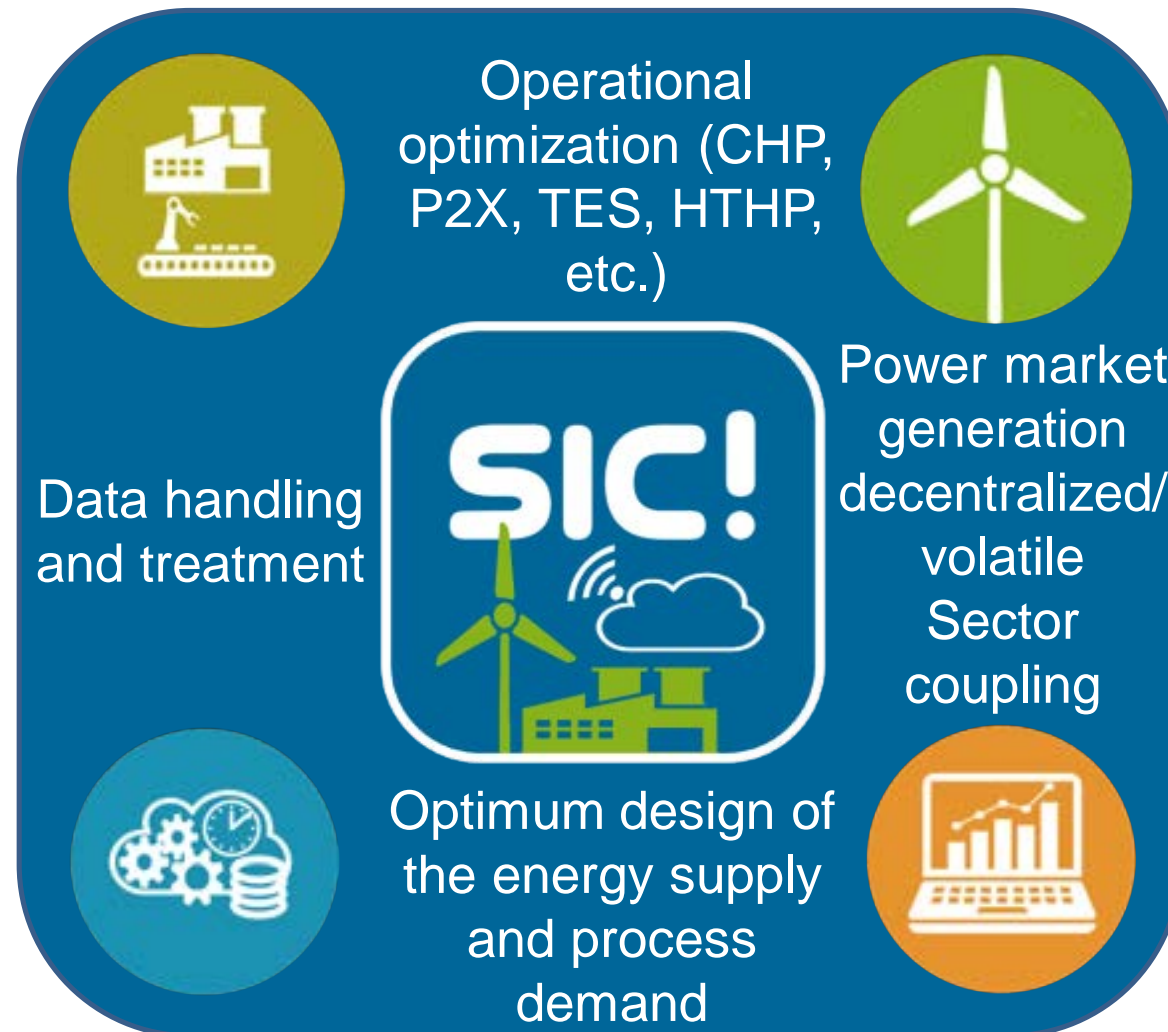 Operational
optimization (CHP,
P2X, TES, HTHP,
etc.)
Power market
generation
decentralized/
volatile
Sector
coupling
SIC!
Data handling
and treatment
Optimum design of
the energy supply
and process
demand